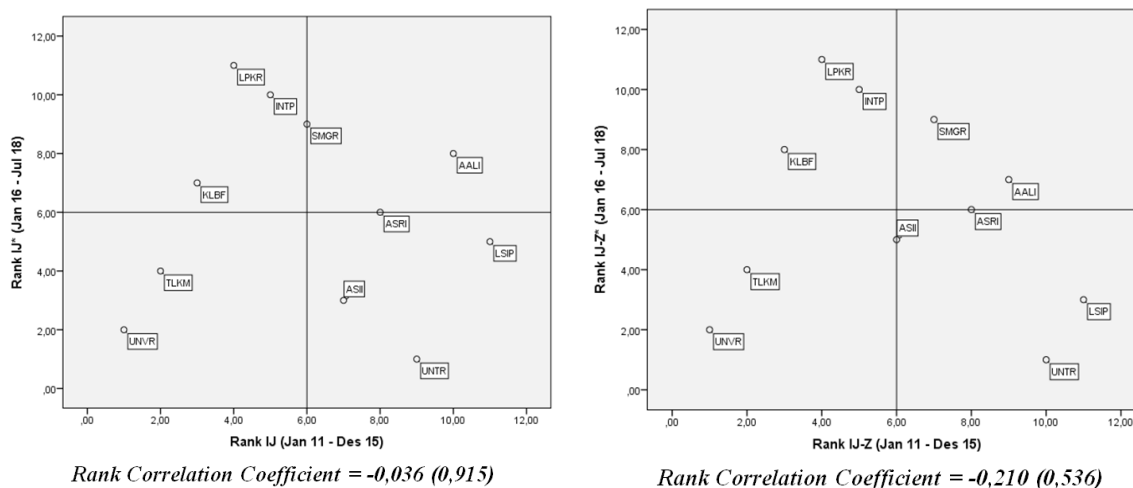 12,00
LPKR
10,00
INTP
SMGR
8,00
AALI
KLBF
6,00
ASRI
LSIP
4,00
TLKM
ASII
2,00
UNVR
UNTR
,00
,00 2,00 4,00 6,00 8,00 10,00 12,00
Rank IJ* (Jan 16 - Jul 18)
Rank IJ (Jan 11 - Des 15)
Rank Correlation Coefficient = -0,036 (0,915)
12,00
LPKR
10,00
INTP
SMGR
8,00
KLBF
AALI
6,00
ASII
ASRI
4,00
TLKM
LSIP
2,00
UNVR
UNTR
,00
,00 2,00 4,00 6,00 8,00 10,00 12,00
Rank IJ-Z* (Jan 16 - Jul 18)
Rank IJ-Z (Jan 11 - Des 15)
Rank Correlation Coefficient = -0,210 (0,536)